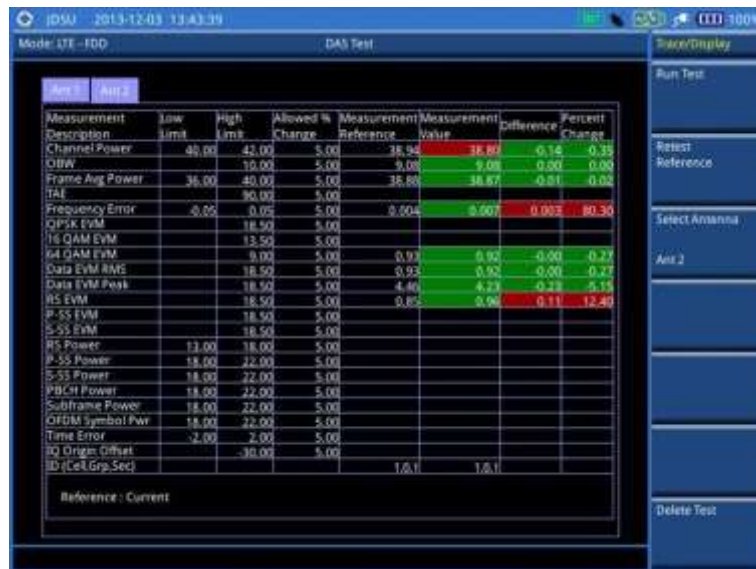 JDSU 2013-12-03 13:43:39 100%
Mode: LTE - FDD DAS Test Trace/Display
Run Test
Ant 1 Ant 2
Measurement Description Low Limit High Limit Allowed % Change Measurement Reference Measurement Value Difference Percent Change
Channel Power 40.00 42.00 5.00 38.94 38.80 -0.14 -0.35
OBW 10.00 5.00 9.08 9.08 0.00 0.00
Frame Avg Power 36.00 40.00 5.00 38.88 38.87 -0.01 -0.02
TAE 90.00 5.00
Frequency Error -0.05 0.05 5.00 0.004 0.007 0.003 80.30
QPSK EVM 18.50 5.00
16 QAM EVM 13.50 5.00
64 QAM EVM 9.00 5.00 0.93 0.92 -0.00 -0.27
Data EVM RMS 18.50 5.00 0.93 0.92 -0.00 -0.27
Data EVM Peak 18.50 5.00 4.46 4.23 -0.23 -5.15
RS EVM 18.50 5.00 0.85 0.96 0.11 12.40
P-SS EVM 18.50 5.00
S-SS EVM 18.50 5.00
RS Power 13.00 18.00 5.00
P-SS Power 18.00 22.00 5.00
S-SS Power 18.00 22.00 5.00
PBCH Power 18.00 22.00 5.00
Subframe Power 18.00 22.00 5.00
OFDM Symbol Pwr 18.00 22.00 5.00
Time Error -2.00 2.00 5.00
IQ Origin Offset -30.00 5.00
ID (Cell,Grp,Sec) 1,0,1 1,0,1
Reference : Current
Retest Reference
Select Antenna
Ant 2
Delete Test